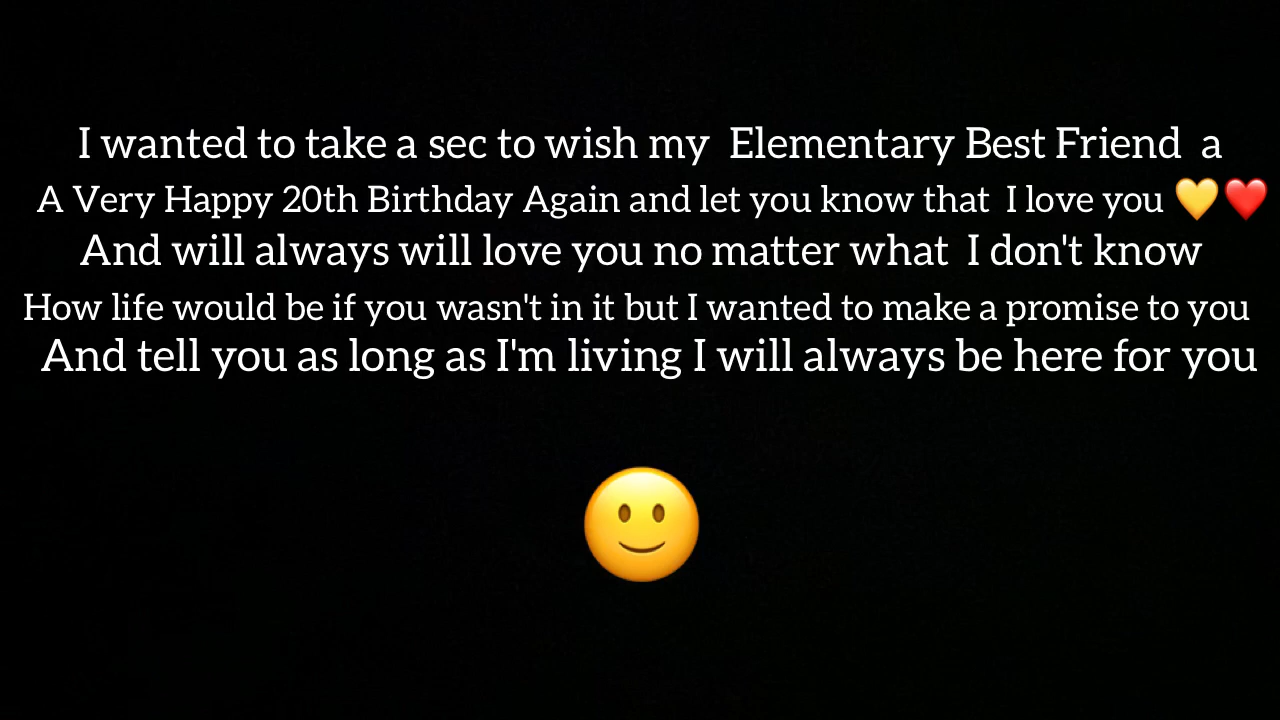 I wanted to take a sec to wish my Elementary Best Friend a
A Very Happy 20th Birthday Again and let you know that I love you 💛❤️
And will always will love you no matter what I don't know
How life would be if you wasn't in it but I wanted to make a promise to you
And tell you as long as I'm living I will always be here for you
🙂